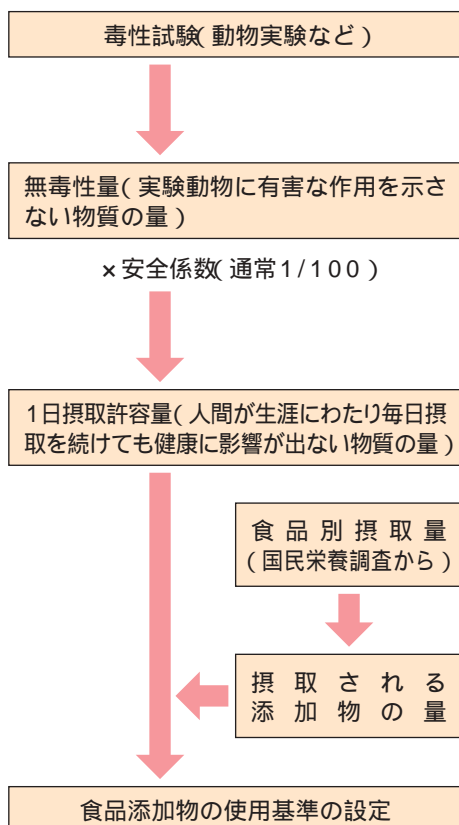 毒性試験(動物実験など)
無毒性量(実験動物に有害な作用を示さ
ない物質の量)
×安全係数(通常1/100)
1日摂取許容量(人間が生涯にわたり毎日摂
取を続けても健康に影響が出ない物質の量)
食品別摂取量
(国民栄養調査から)
摂取される
添加物の量
食品添加物の使用基準の設定